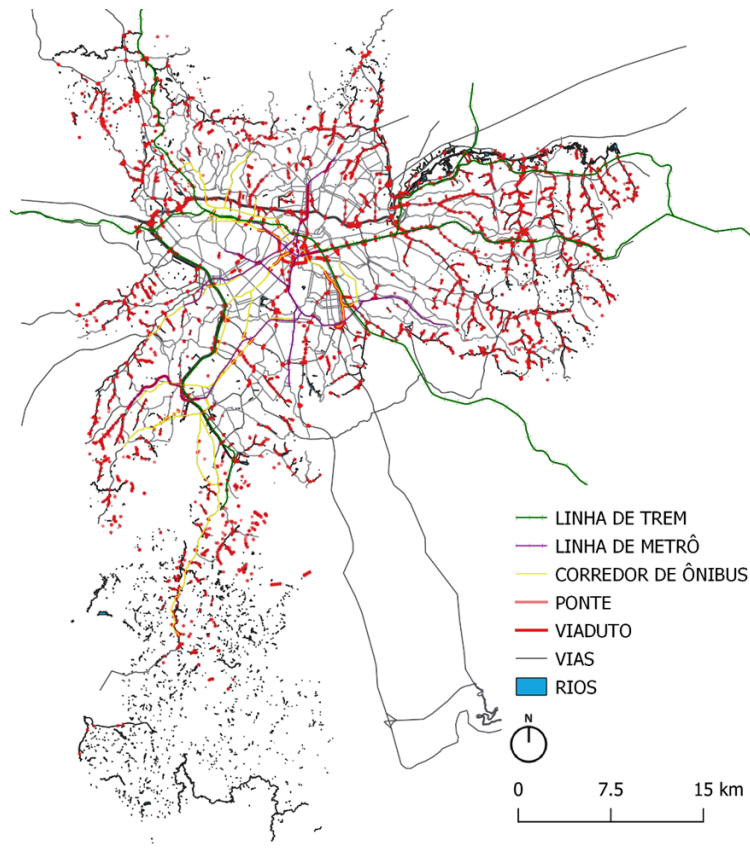 LINHA DE TREM
LINHA DE METRÔ
CORREDOR DE ÔNIBUS
PONTE
VIADUTO
VIAS
RIOS
N
0 7.5 15 km